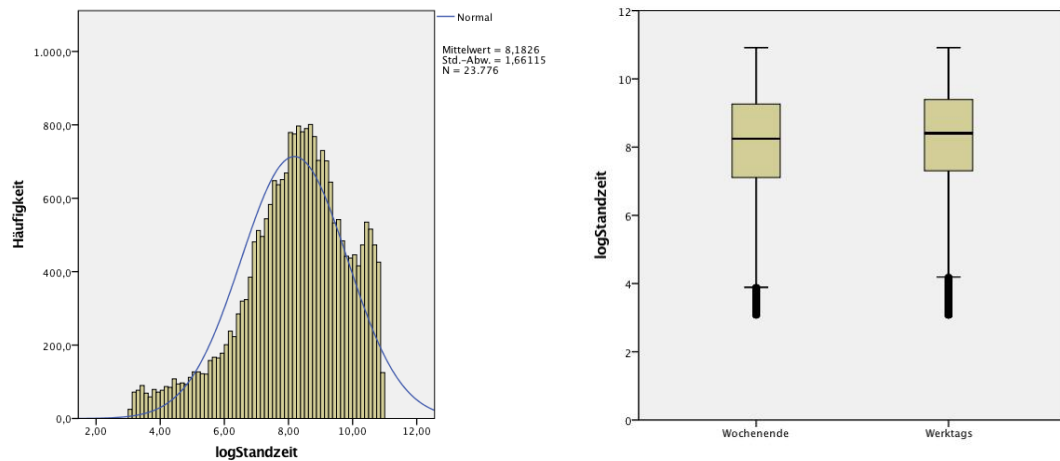 Normal
Mittelwert = 8,1826
Std.-Abw. = 1,66115
N = 23.776
Häufigkeit
1.000,0
800,0
600,0
400,0
200,0
0,0
2,00 4,00 6,00 8,00 10,00 12,00
logStandzeit
logStandzeit
12
10
8
6
4
2
0
Wochenende Werktags